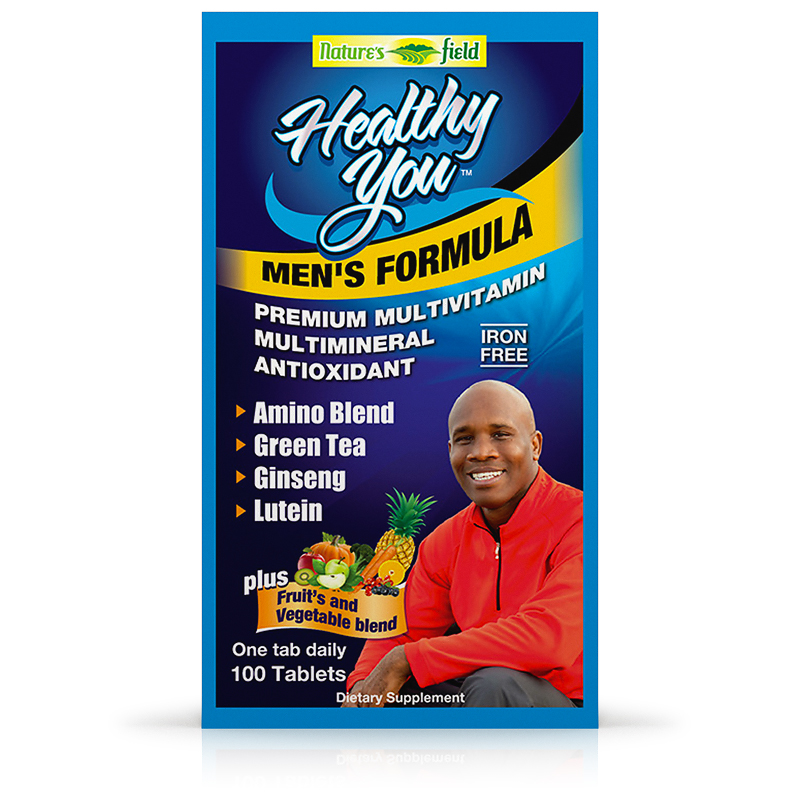 Nature's field
Healthy
You™
MEN'S FORMULA
PREMIUM MULTIVITAMIN
MULTIMINERAL
ANTIOXIDANT
IRON
FREE
Amino Blend
Green Tea
Ginseng
Lutein
plus
Fruit's and
Vegetable blend
One tab daily
100 Tablets
Dietary Supplement